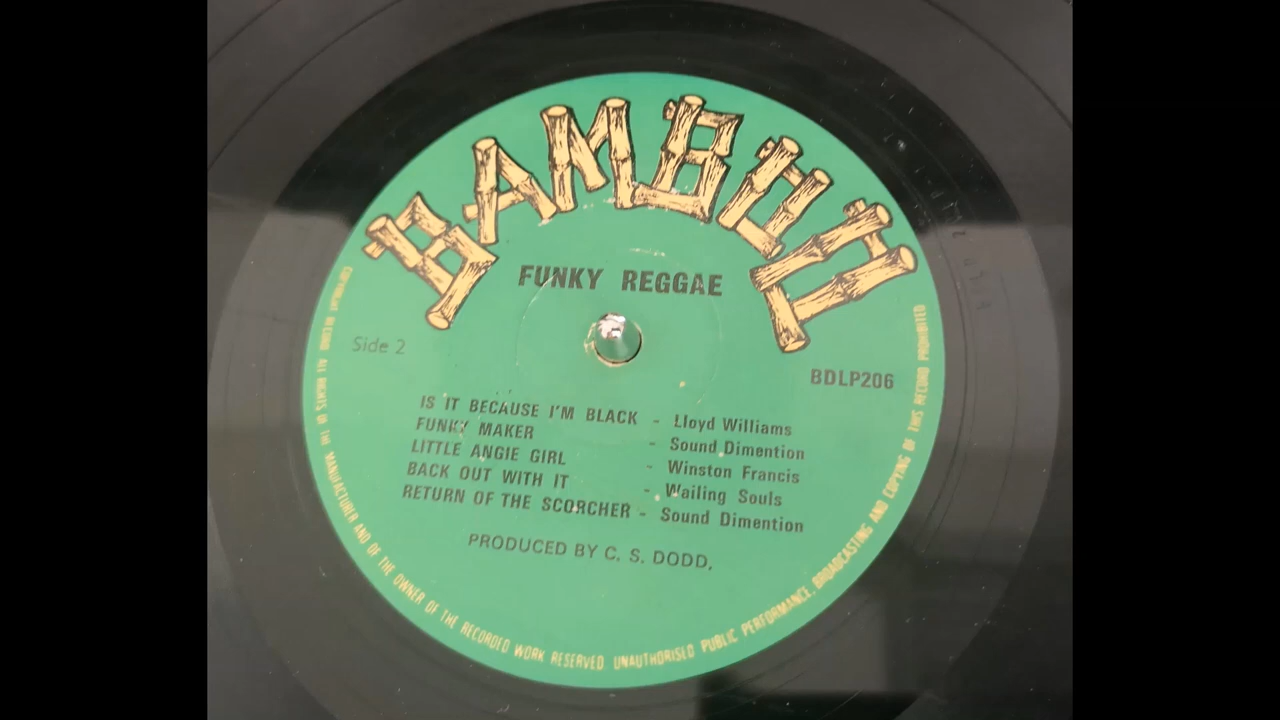 BAMBOO
FUNKY REGGAE
Side 2
BDLP206
IS IT BECAUSE I'M BLACK - Lloyd Williams
FUNKY MAKER - Sound Dimention
LITTLE ANGIE GIRL - Winston Francis
BACK OUT WITH IT - Wailing Souls
RETURN OF THE SCORCHER - Sound Dimention
PRODUCED BY C. S. DODD.
COPYRIGHT RECORD ALL RIGHTS OF THE MANUFACTURER AND OF THE OWNER OF THE RECORDED WORK RESERVED UNAUTHORISED PUBLIC PERFORMANCE, BROADCASTING AND COPYING OF THIS RECORD PROHIBITED